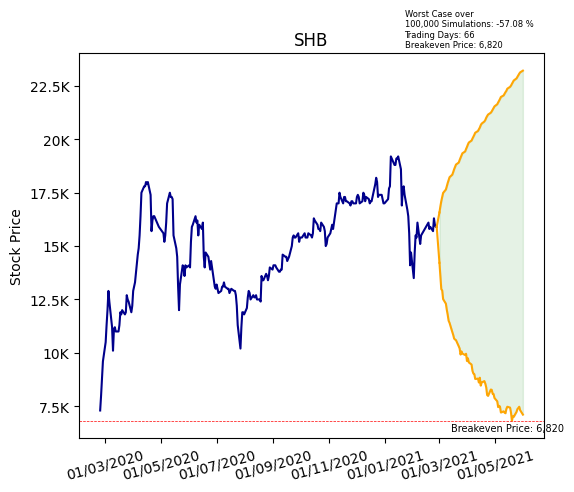 Worst Case over
100,000 Simulations: -57.08 %
Trading Days: 66
Breakeven Price: 6,820
SHB
Stock Price
22.5K
20K
17.5K
15K
12.5K
10K
7.5K
Breakeven Price: 6,820
01/03/2020
01/05/2020
01/07/2020
01/09/2020
01/11/2020
01/01/2021
01/03/2021
01/05/2021